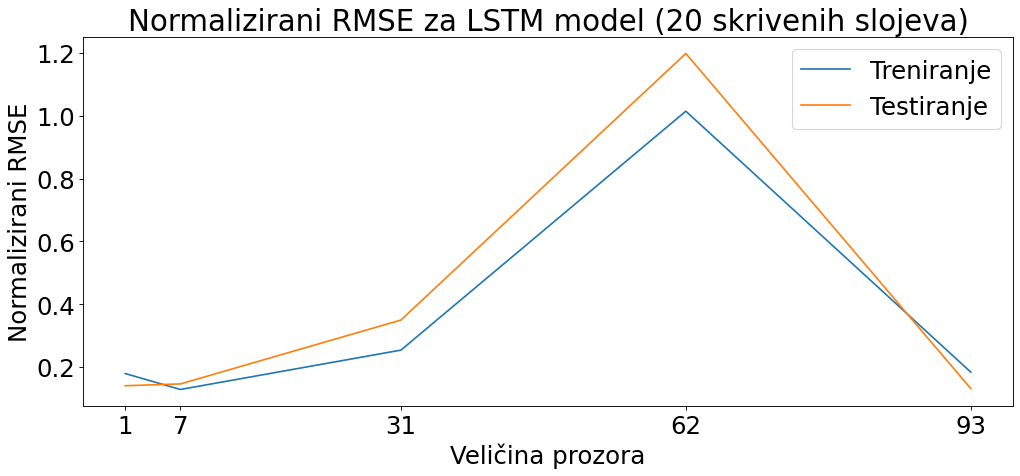 Normalizirani RMSE za LSTM model (20 skrivenih slojeva)
Treniranje
Testiranje
Normalizirani RMSE
1.2
1.0
0.8
0.6
0.4
0.2
1 7 31 62 93
Veličina prozora